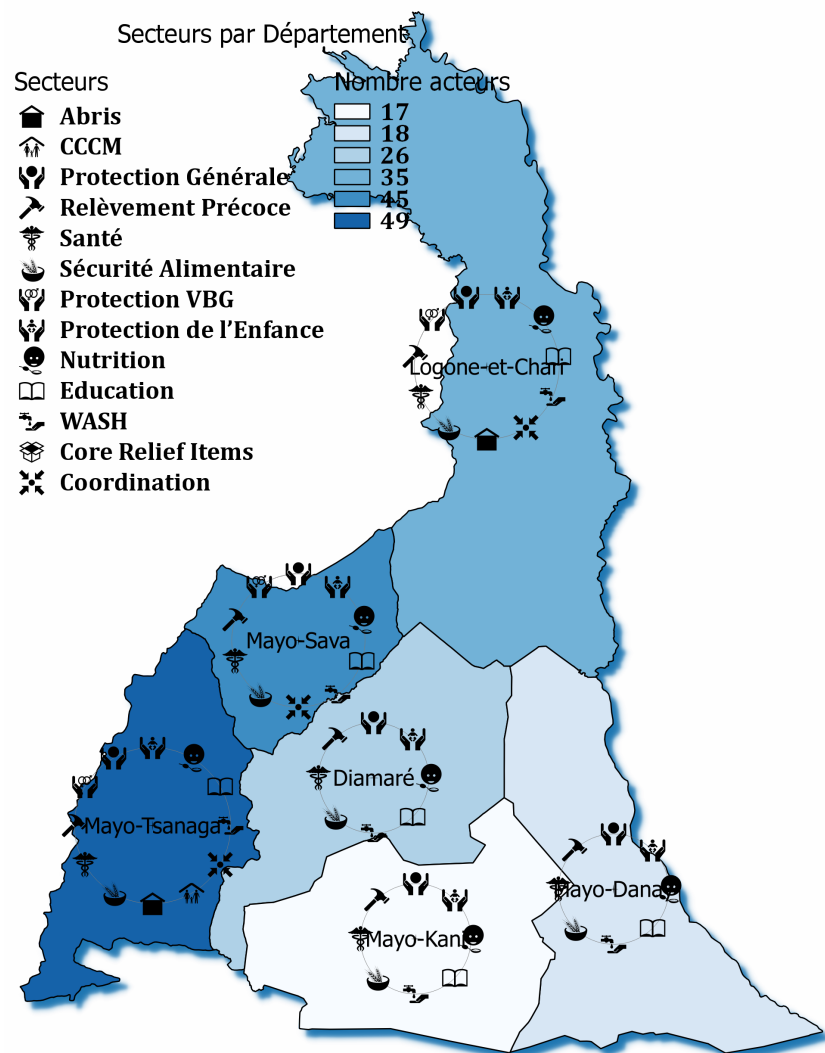 Secteurs par Département
Secteurs
Abris
CCCM
Protection Générale
Relèvement Précoce
Santé
Sécurité Alimentaire
Protection VBG
Protection de l'Enfance
Nutrition
Education
WASH
Core Relief Items
Coordination
Nombre acteurs
17
18
26
35
45
49
Logone-et-Chari
Mayo-Sava
Diamaré
Mayo-Tsanaga
Mayo-Danay
Mayo-Kani